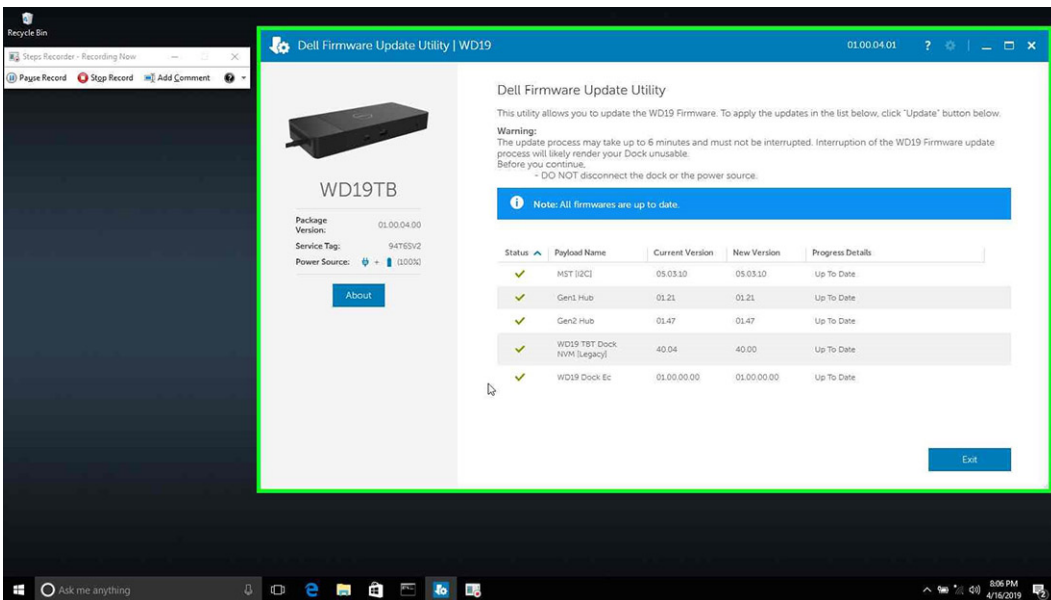 Recycle Bin
Steps Recorder - Recording Now
Pause Record Stop Record Add Comment
Dell Firmware Update Utility | WD19
01.00.04.01
WD19TB
Package Version: 01.00.04.00
Service Tag: 94T6SV2
Power Source: + (100%)
About
Dell Firmware Update Utility
This utility allows you to update the WD19 Firmware. To apply the updates in the list below, click "Update" button below.
Warning:
The update process may take up to 6 minutes and must not be interrupted. Interruption of the WD19 Firmware update
process will likely render your Dock unusable.
Before you continue,
- DO NOT disconnect the dock or the power source.
Note: All firmwares are up to date.
Status Payload Name Current Version New Version Progress Details
MST [I2C] 05.03.10 05.03.10 Up To Date
Gen1 Hub 01.21 01.21 Up To Date
Gen2 Hub 01.47 01.47 Up To Date
WD19 TBT Dock NVM [Legacy] 40.04 40.00 Up To Date
WD19 Dock Ec 01.00.00.00 01.00.00.00 Up To Date
Exit
Ask me anything
8:06 PM
4/16/2019